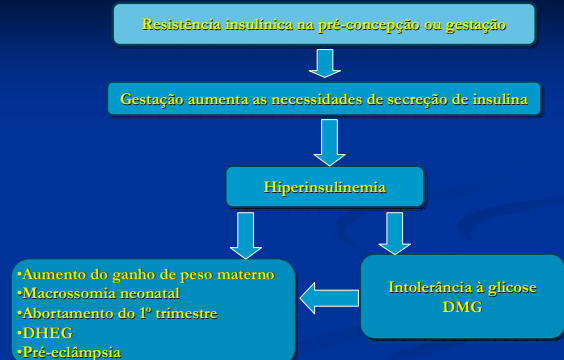 Resistência insulínica na pré-concepção ou gestação
Gestação aumenta as necessidades de secreção de insulina
Hiperinsulinemia
•Aumento do ganho de peso materno
•Macrossomia neonatal
•Abortamento do 1º trimestre
•DHEG
•Pré-eclâmpsia
Intolerância à glicose
DMG